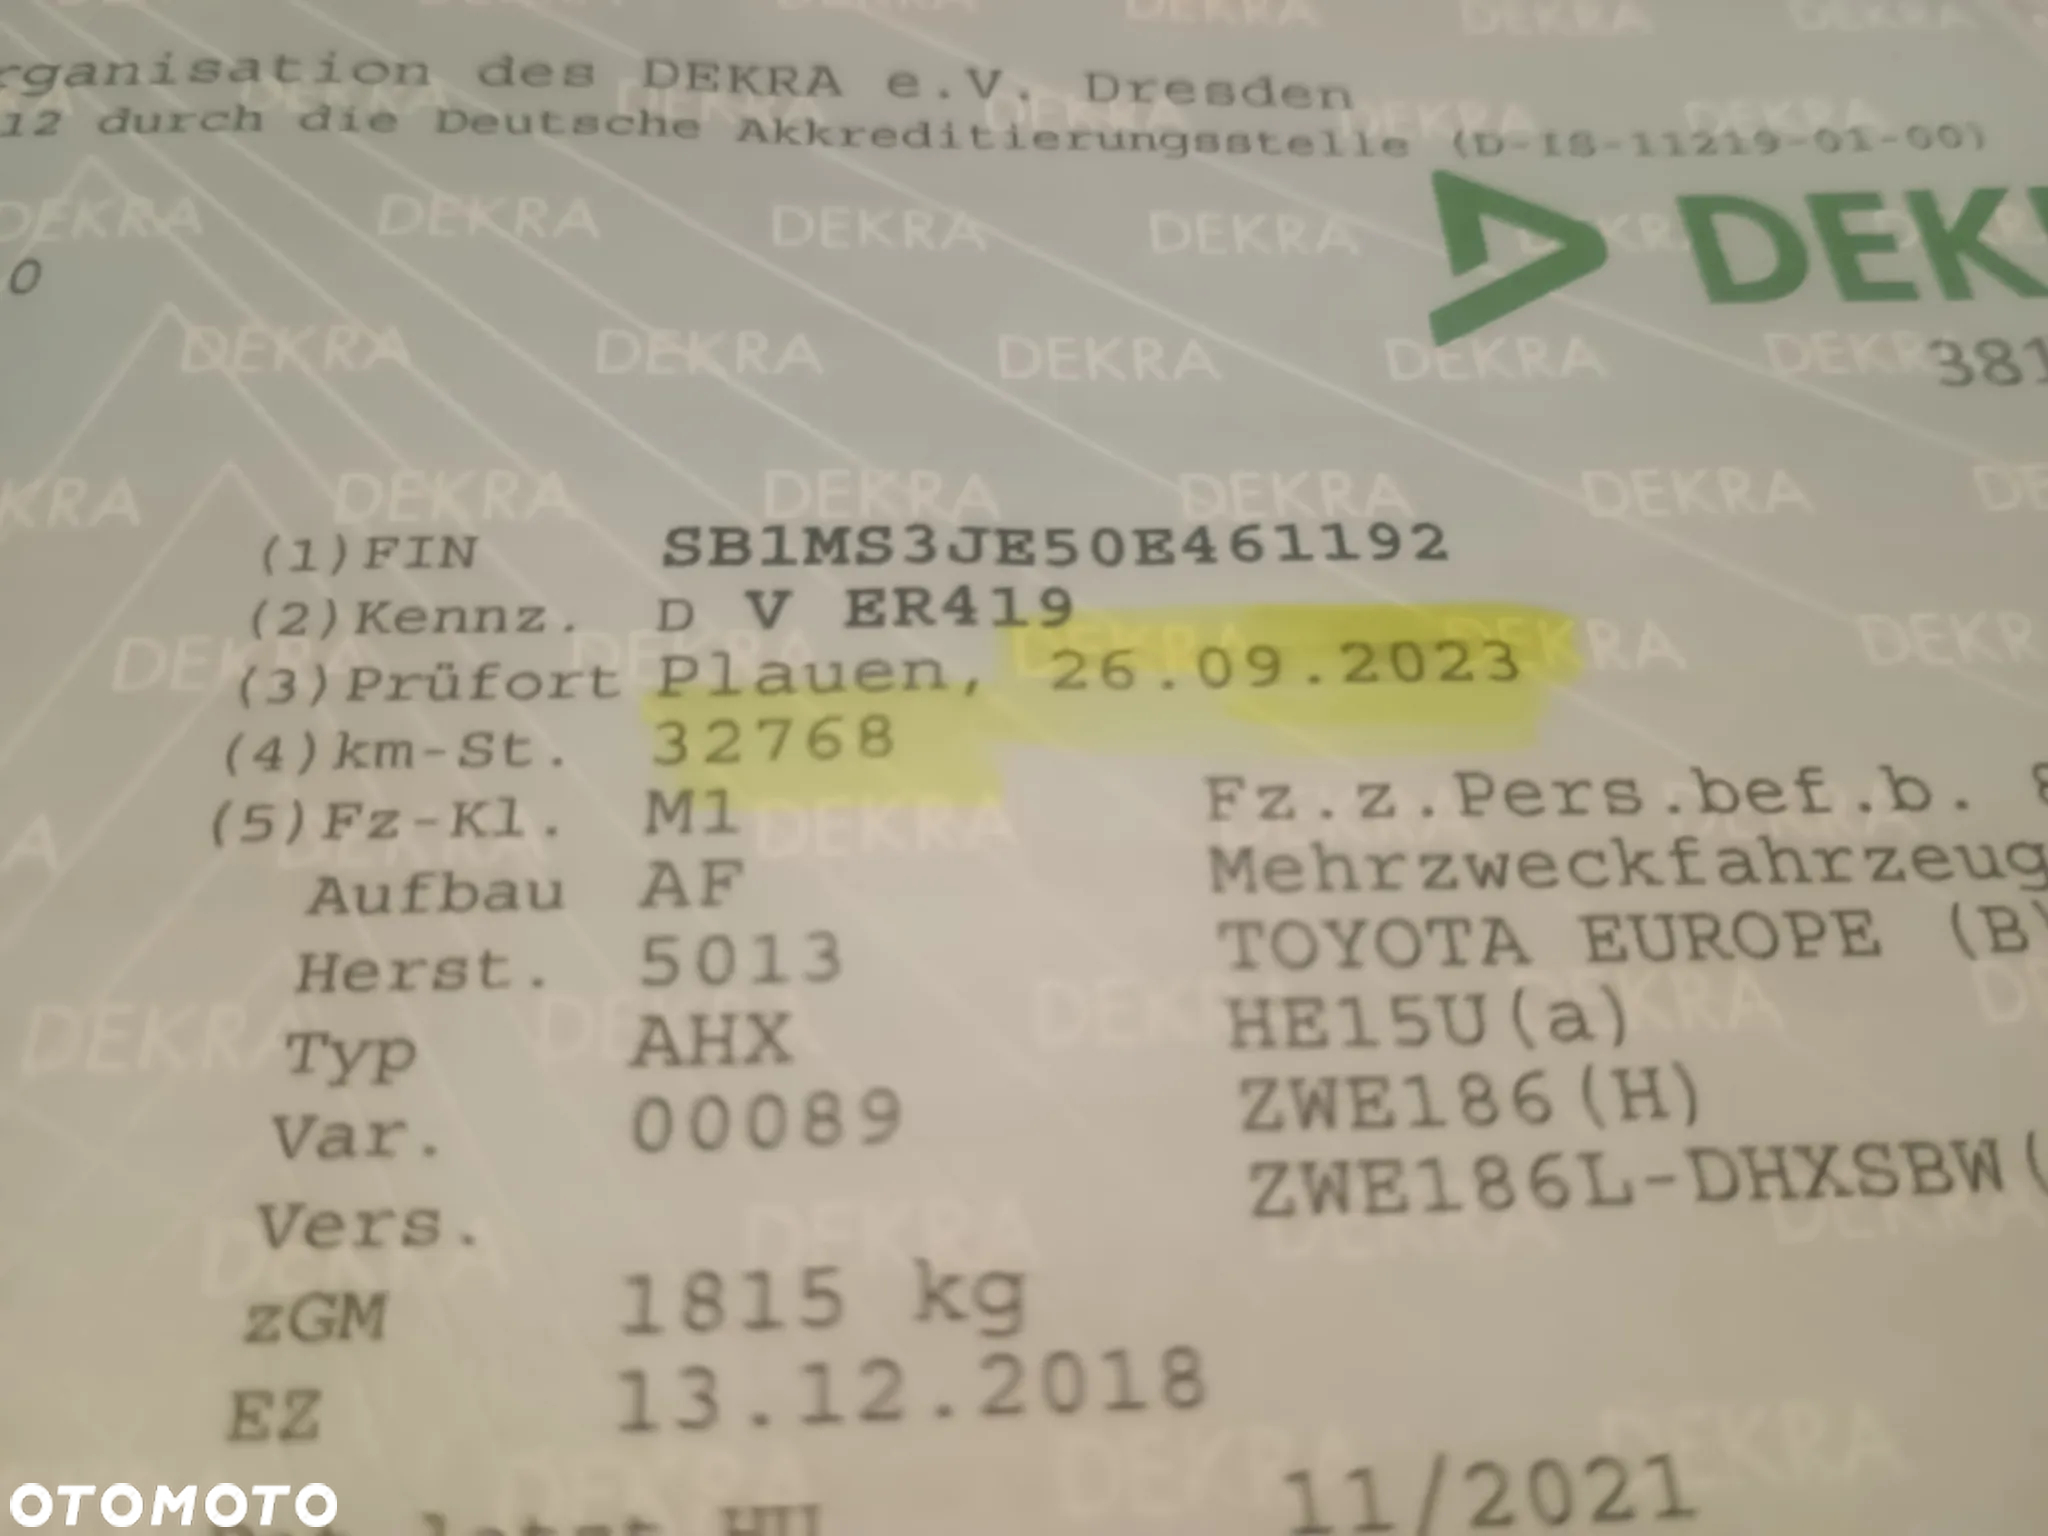 rganisation des DEKRA e.V. Dresden
12 durch die Deutsche Akkreditierungsstelle (D-IS-11219-01-00)
DEK
0
381
(1)FIN SB1MS3JE50E461192
(2)Kennz. D V ER419
(3)Prüfort Plauen, 26.09.2023
(4)km-St. 32768
(5)Fz-Kl. M1 Fz.z.Pers.bef.b. 8
Aufbau AF Mehrzweckfahrzeug
Herst. 5013 TOYOTA EUROPE (B)
Typ AHX HE15U(a)
Var. 00089 ZWE186(H)
Vers. ZWE186L-DHXSBW(
zGM 1815 kg
EZ 13.12.2018
HU 11/2021
OTOMOTO